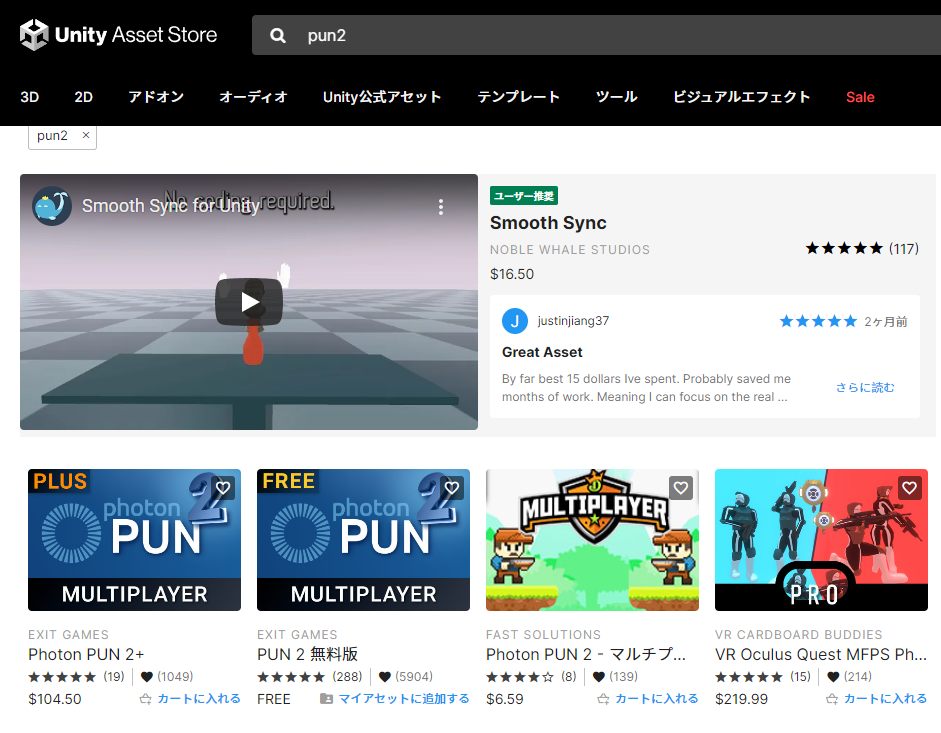 Unity Asset Store
pun2
3D 2D アドオン オーディオ Unity公式アセット テンプレート ツール ビジュアルエフェクト Sale
pun2 ×
Smooth Sync for Unity
No coding required.
ユーザー推奨
Smooth Sync
NOBLE WHALE STUDIOS
★★★★★ (117)
$16.50
J justinjiang37 ★★★★★ 2ヶ月前
Great Asset
By far best 15 dollars Ive spent. Probably saved me
months of work. Meaning I can focus on the real ...
さらに読む
PLUS
photon 2
PUN
MULTIPLAYER
EXIT GAMES
Photon PUN 2+
★★★★★ (19) (1049)
$104.50 カートに入れる
FREE
photon 2
PUN
MULTIPLAYER
EXIT GAMES
PUN 2 無料版
★★★★★ (288) (5904)
FREE マイアセットに追加する
MULTIPLAYER
FAST SOLUTIONS
Photon PUN 2 - マルチプ...
★★★★☆ (8) (139)
$6.59 カートに入れる
PRO
VR CARDBOARD BUDDIES
VR Oculus Quest MFPS Ph...
★★★★★ (15) (214)
$219.99 カートに入れる